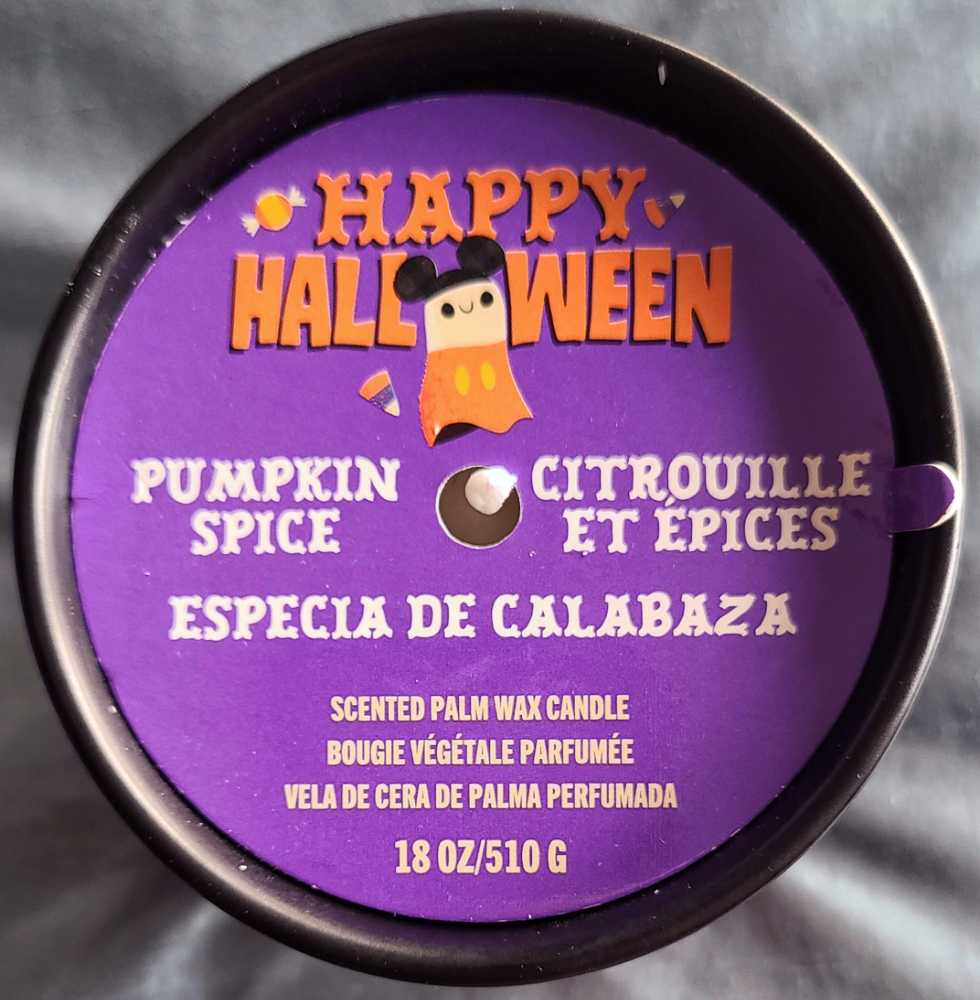 HAPPY
HALLOWEEN
PUMPKIN
SPICE
CITROUILLE
ET ÉPICES
ESPECIA DE CALABAZA
SCENTED PALM WAX CANDLE
BOUGIE VÉGÉTALE PARFUMÉE
VELA DE CERA DE PALMA PERFUMADA
18 OZ/510 G